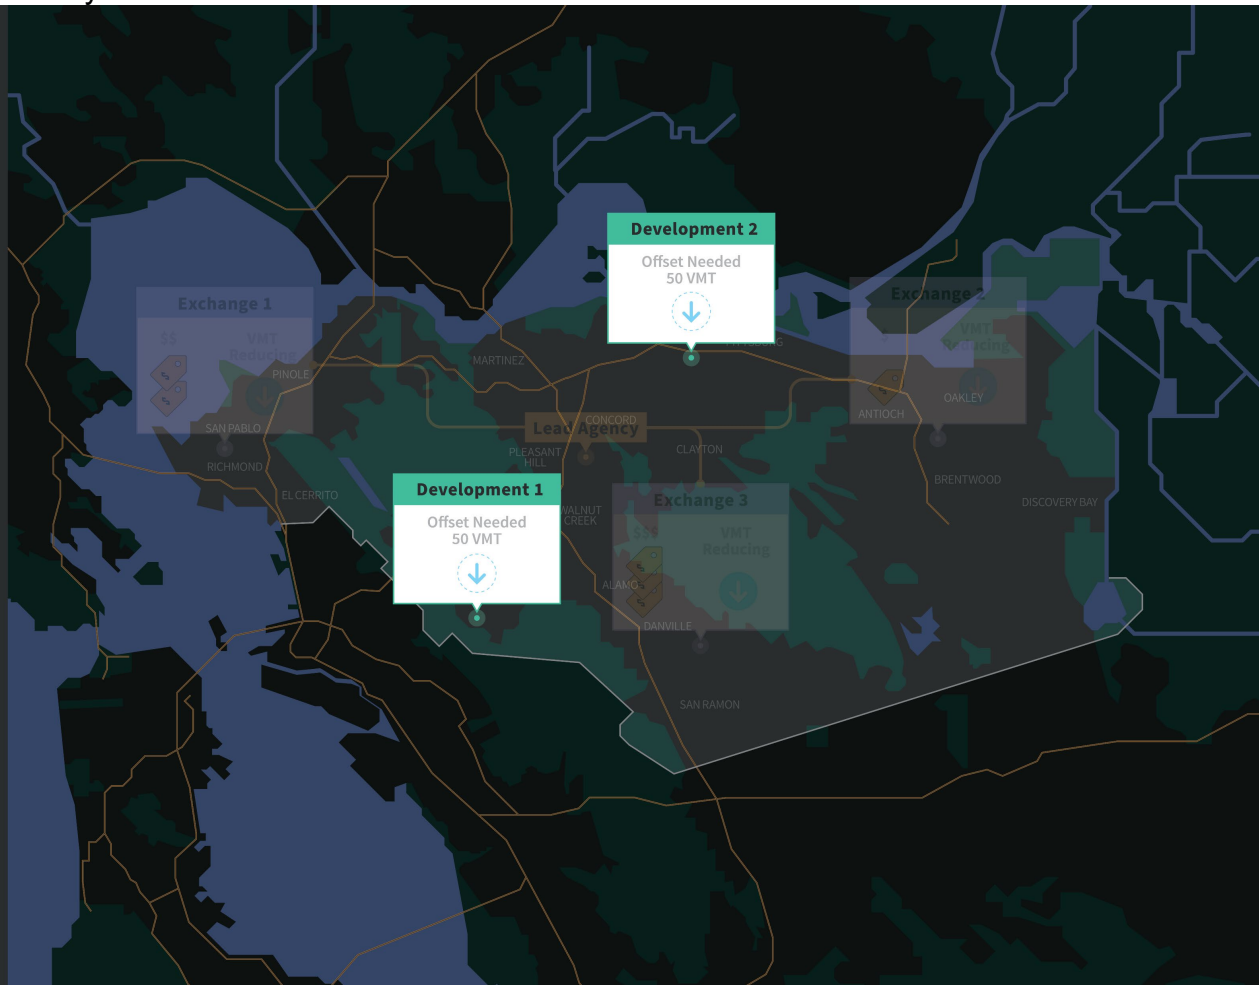 Development 2
Offset Needed
50 VMT
Exchange 2
$
VMT
Reducing
Exchange 1
$$
VMT
Reducing
PINOLE
MARTINEZ
SAN PABLO
RICHMOND
EL CERRITO
CONCORD
Lead Agency
PLEASANT
HILL
CLAYTON
ANTIOCH
OAKLEY
BRENTWOOD
DISCOVERY BAY
Development 1
Offset Needed
50 VMT
WALNUT
CREEK
Exchange 3
$$$
VMT
Reducing
DANVILLE
SAN RAMON